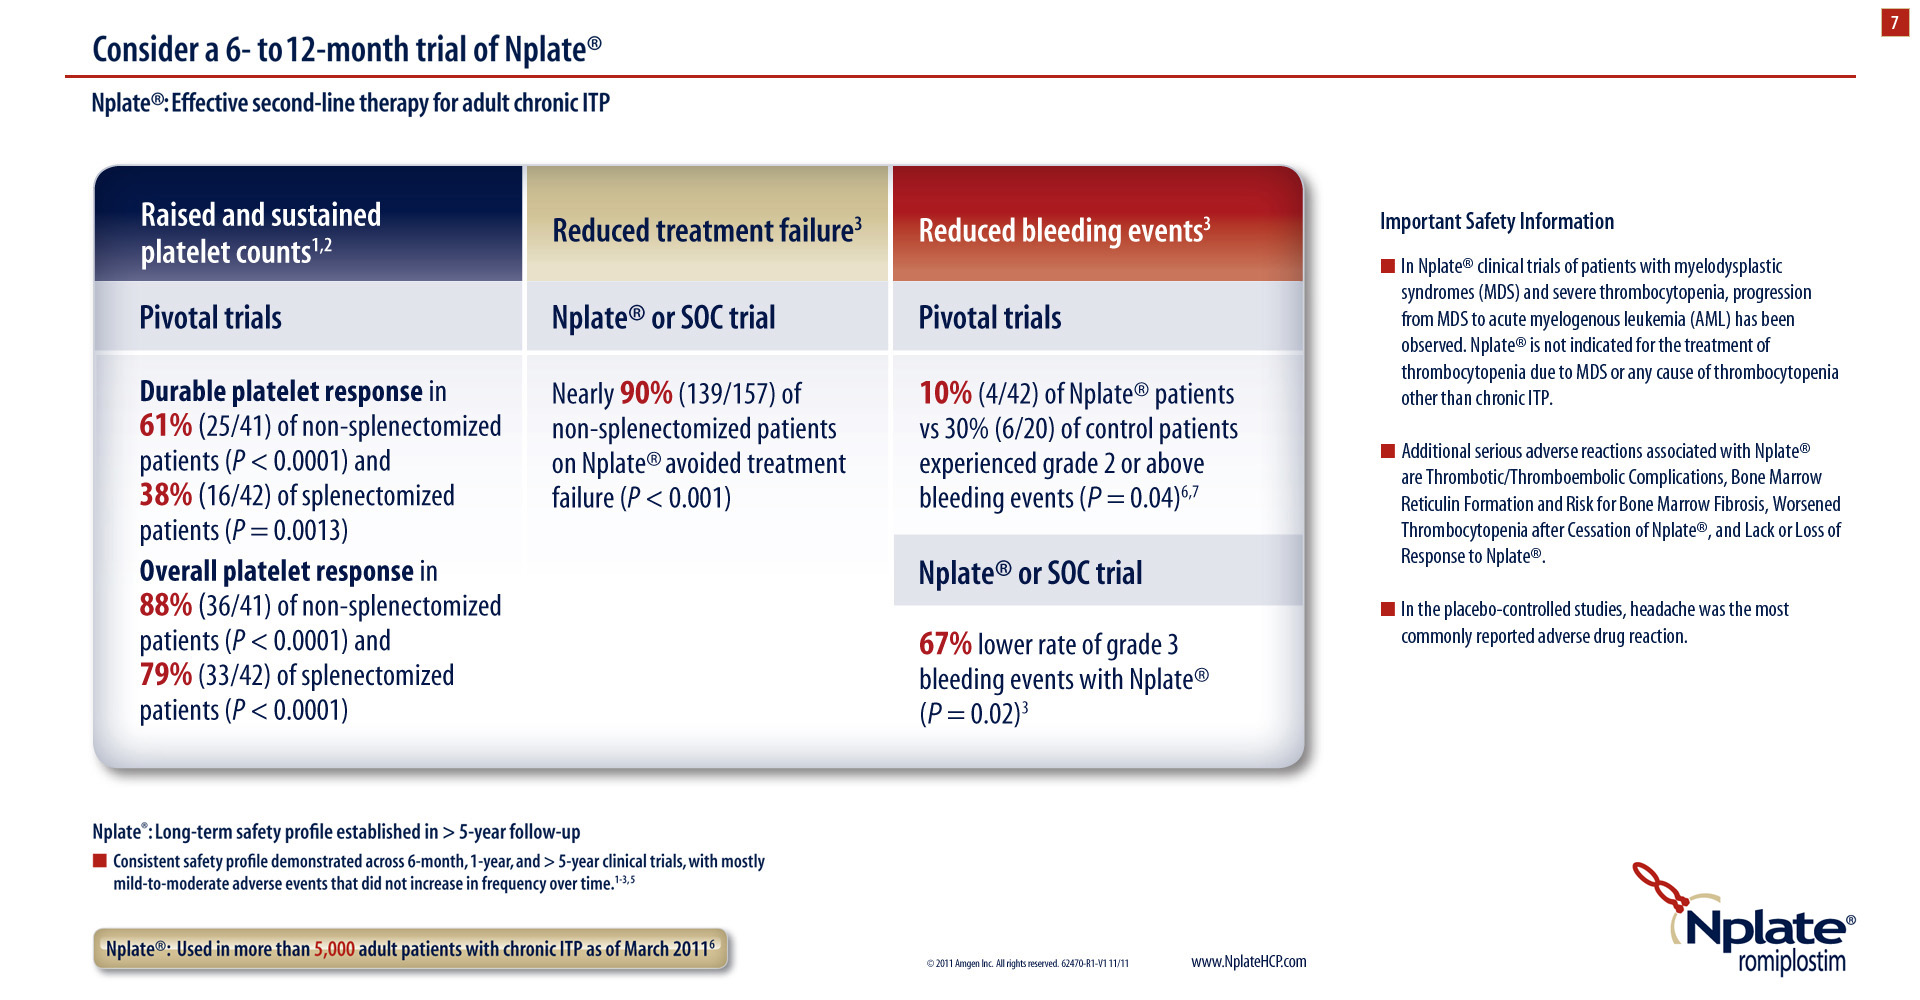 7
Consider a 6- to 12-month trial of Nplate®
Nplate®: Effective second-line therapy for adult chronic ITP
Raised and sustained
platelet counts1,2
Pivotal trials
Durable platelet response in
61% (25/41) of non-splenectomized
patients (P < 0.0001) and
38% (16/42) of splenectomized
patients (P = 0.0013)
Overall platelet response in
88% (36/41) of non-splenectomized
patients (P < 0.0001) and
79% (33/42) of splenectomized
patients (P < 0.0001)
Reduced treatment failure3
Nplate® or SOC trial
Nearly 90% (139/157) of
non-splenectomized patients
on Nplate® avoided treatment
failure (P < 0.001)
Reduced bleeding events3
Pivotal trials
10% (4/42) of Nplate® patients
vs 30% (6/20) of control patients
experienced grade 2 or above
bleeding events (P = 0.04)6,7
Nplate® or SOC trial
67% lower rate of grade 3
bleeding events with Nplate®
(P = 0.02)3
Important Safety Information
In Nplate® clinical trials of patients with myelodysplastic
syndromes (MDS) and severe thrombocytopenia, progression
from MDS to acute myelogenous leukemia (AML) has been
observed. Nplate® is not indicated for the treatment of
thrombocytopenia due to MDS or any cause of thrombocytopenia
other than chronic ITP.
Additional serious adverse reactions associated with Nplate®
are Thrombotic/Thromboembolic Complications, Bone Marrow
Reticulin Formation and Risk for Bone Marrow Fibrosis, Worsened
Thrombocytopenia after Cessation of Nplate®, and Lack or Loss of
Response to Nplate®.
In the placebo-controlled studies, headache was the most
commonly reported adverse drug reaction.
Nplate®: Long-term safety profile established in > 5-year follow-up
Consistent safety profile demonstrated across 6-month, 1-year, and > 5-year clinical trials, with mostly
mild-to-moderate adverse events that did not increase in frequency over time.1-3,5
Nplate®: Used in more than 5,000 adult patients with chronic ITP as of March 20116
© 2011 Amgen Inc. All rights reserved. 62470-R1-V1 11/11
www.NplateHCP.com
Nplate®
romiplostim